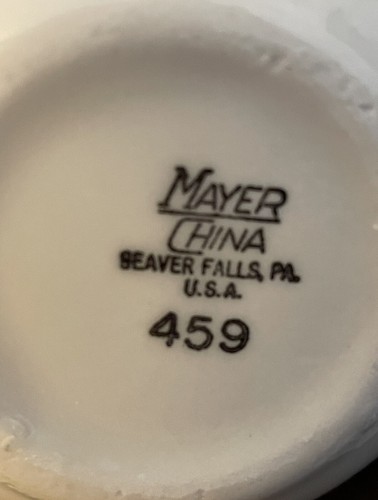 MAYER
CHINA
BEAVER FALLS, PA.
U.S.A.
459